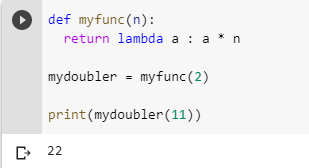 def myfunc(n):
  return lambda a : a * n

mydoubler = myfunc(2)

print(mydoubler(11))
22